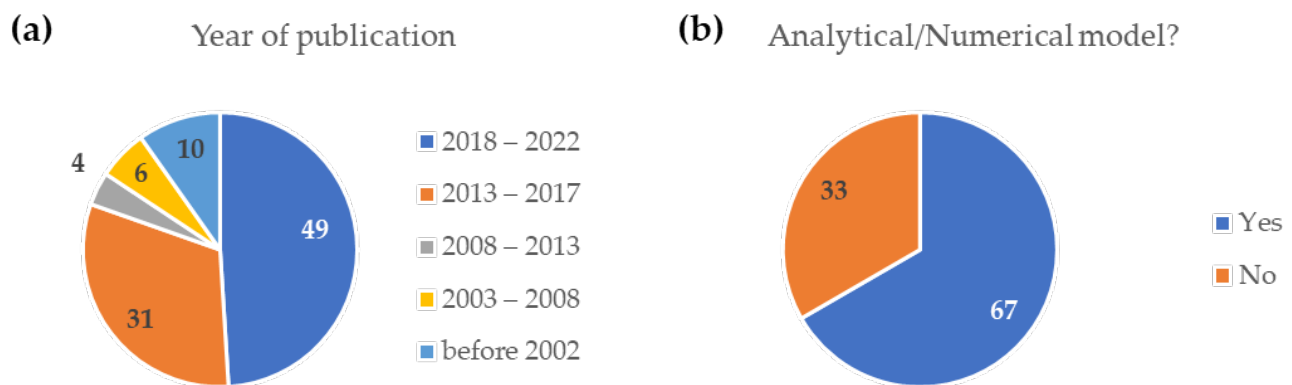 (a) Year of publication
10
4
6
49
31
2018 – 2022
2013 – 2017
2008 – 2013
2003 – 2008
before 2002
(b) Analytical/Numerical model?
33
67
Yes
No